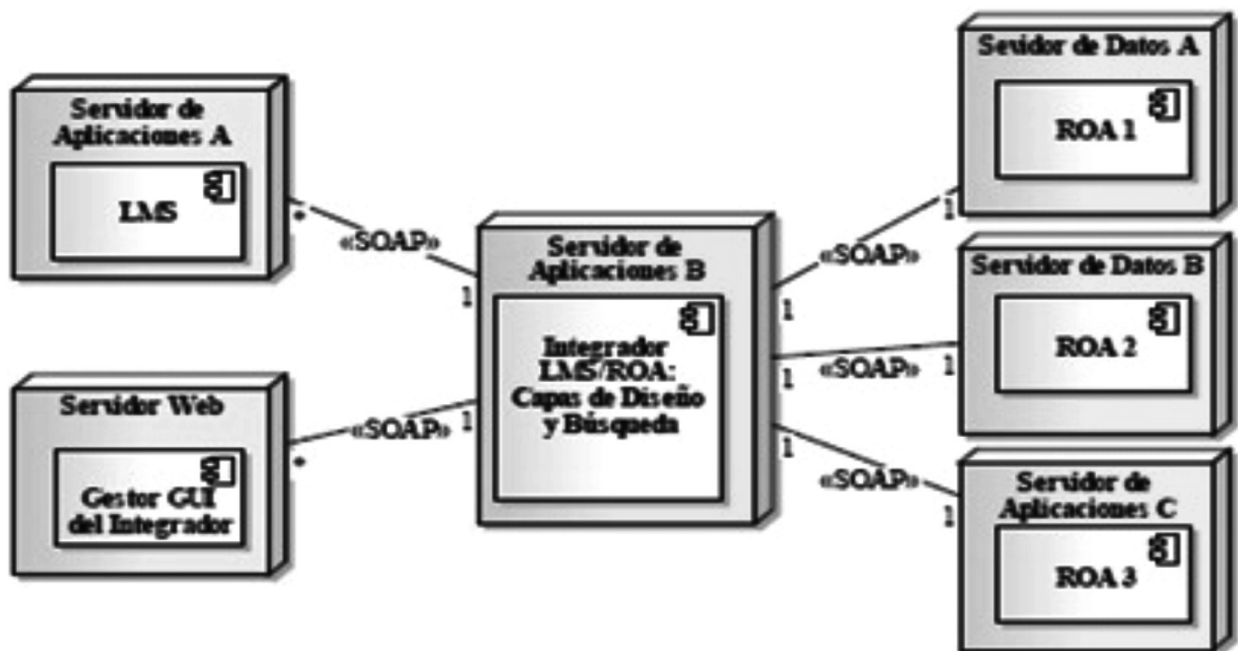 Servidor de
Aplicaciones A
LMS
*
«SOAP»
1
Servidor Web
Gestor GUI
del Integrador
*
«SOAP»
1
Servidor de
Aplicaciones B
Integrador
LMS/ROA:
Capas de Diseño
y Búsqueda
1
«SOAP»
1
1
«SOAP»
1
1
«SOAP»
1
Sevidor de Datos A
ROA 1
Servidor de Datos B
ROA 2
Servidor de
Aplicaciones C
ROA 3